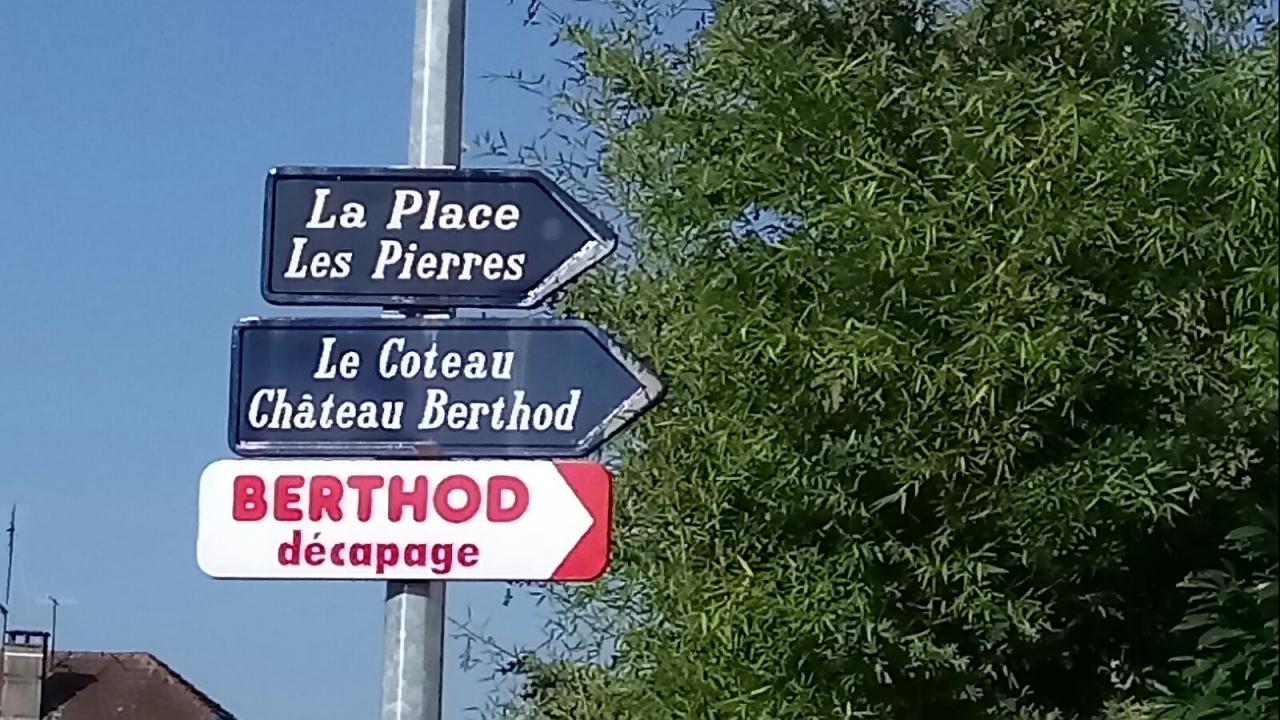 La Place
Les Pierres
Le Coteau
Château Berthod
BERTHOD
décapage